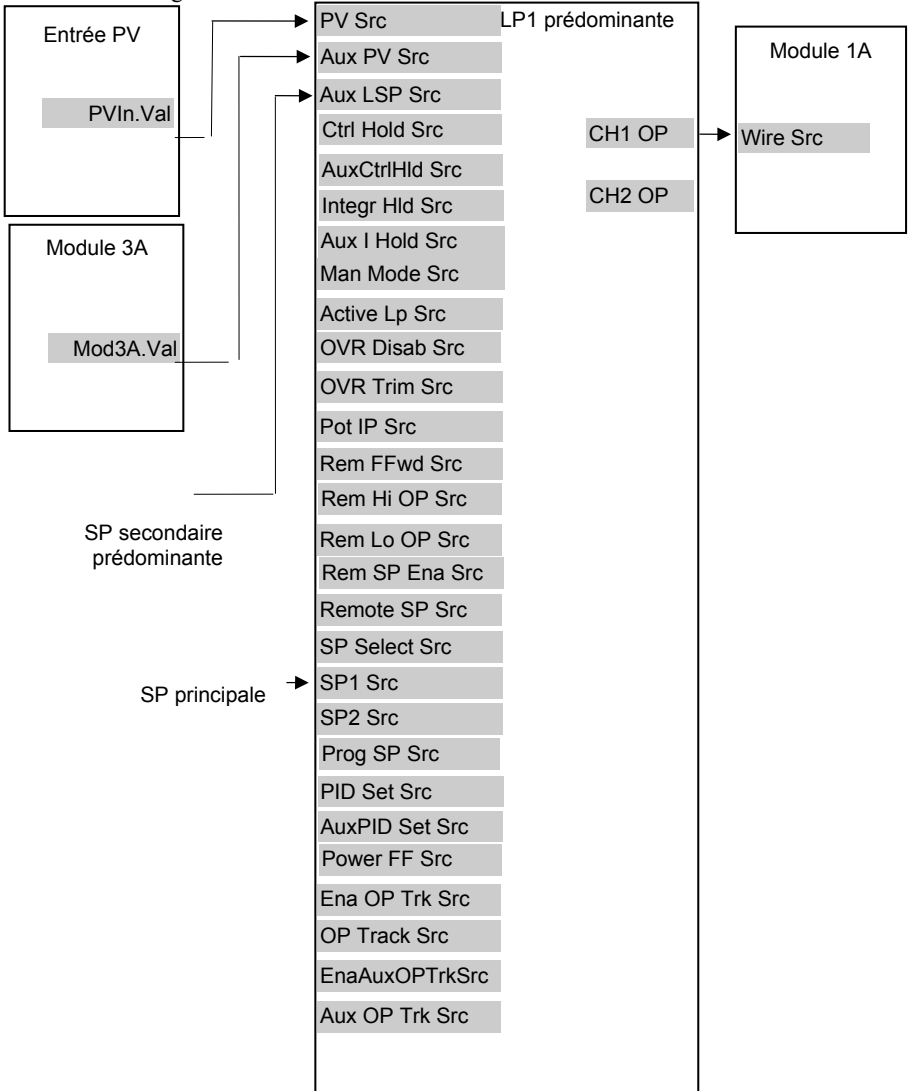 Entrée PV
PVIn.Val
Module 3A
Mod3A.Val
SP secondaire
prédominante
SP principale
LP1 prédominante
PV Src
Aux PV Src
Aux LSP Src
Ctrl Hold Src
AuxCtrlHld Src
Integr Hld Src
Aux I Hold Src
Man Mode Src
Active Lp Src
OVR Disab Src
OVR Trim Src
Pot IP Src
Rem FFwd Src
Rem Hi OP Src
Rem Lo OP Src
Rem SP Ena Src
Remote SP Src
SP Select Src
SP1 Src
SP2 Src
Prog SP Src
PID Set Src
AuxPID Set Src
Power FF Src
Ena OP Trk Src
OP Track Src
EnaAuxOPTrkSrc
Aux OP Trk Src
CH1 OP
CH2 OP
Module 1A
Wire Src